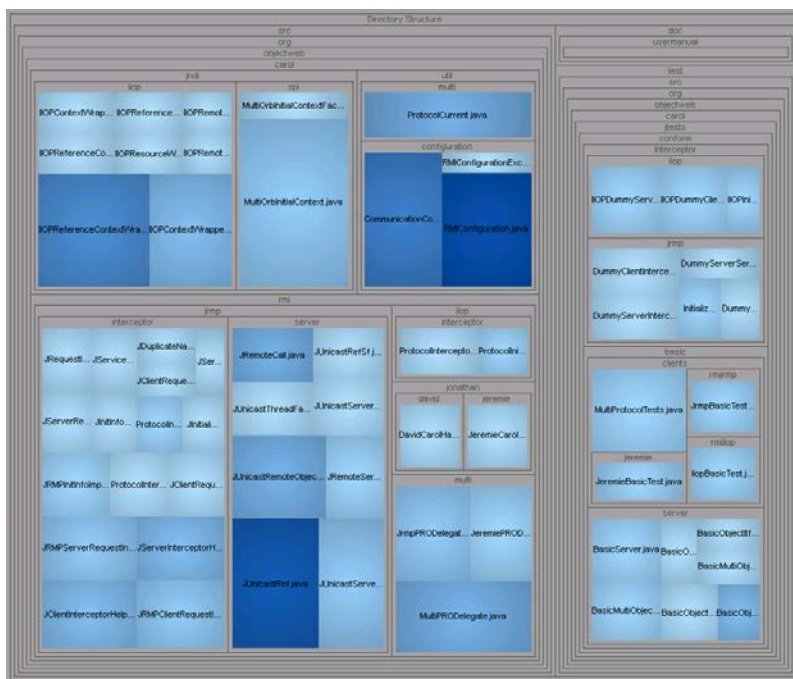 Directory Structure
src
org
objectweb
carol
jndi
iiop
IIOPContextWrap...
IIOPReference...
IIOPRemot...
IIOPReferenceCo...
IIOPResourceW...
IIOPRemot...
IIOPReferenceContextWra...
IIOPContextWrappe...
spi
MultiOrbInitialContextFac...
MultiOrbInitialContext.java
util
multi
ProtocolCurrent.java
configuration
CommunicationCo...
RMIConfigurationExc...
RMIConfiguration.java
rmi
jrmp
interceptor
JRequestI...
JService...
JDuplicateNa...
JClientReque...
JSer...
JServerRe...
JInitInfo...
ProtocolIn...
JInitiali...
JRMPInitInfoImp...
ProtocolInter...
JClientRequ...
JRMPServerRequestIn...
JServerInterceptorH...
JClientInterceptorHelp...
JRMPClientRequestI...
server
JRemoteCall.java
JUnicastRefSf.j...
JUnicastThreadFa...
JUnicastServer...
JUnicastRemoteObjec...
JRemoteSer...
JUnicastRef.java
JUnicastServe...
iiop
interceptor
ProtocolIntercepto...
ProtocolIni...
jonathan
david
DavidCarolHa...
jeremie
JeremieCarol...
multi
JrmpPRODelegat...
JeremiePROD...
MultiPRODelegate.java
doc
usermanual
test
src
org
objectweb
carol
jtests
conform
interceptor
iiop
IIOPDummyServ...
IIOPDummyClie...
IIOPIni...
jrmp
DummyClientInterce...
DummyServerSer...
DummyServerInterc...
Initializ...
Dummy...
basic
clients
MultiProtocolTests.java
rmijrmp
JrmpBasicTest...
jeremie
JeremieBasicTest.java
rmiiiop
IiopBasicTest.j...
server
BasicServer.java
BasicO...
BasicObjectItf...
BasicMultiObj...
BasicMultiObjec...
BasicObject...
BasicObj...